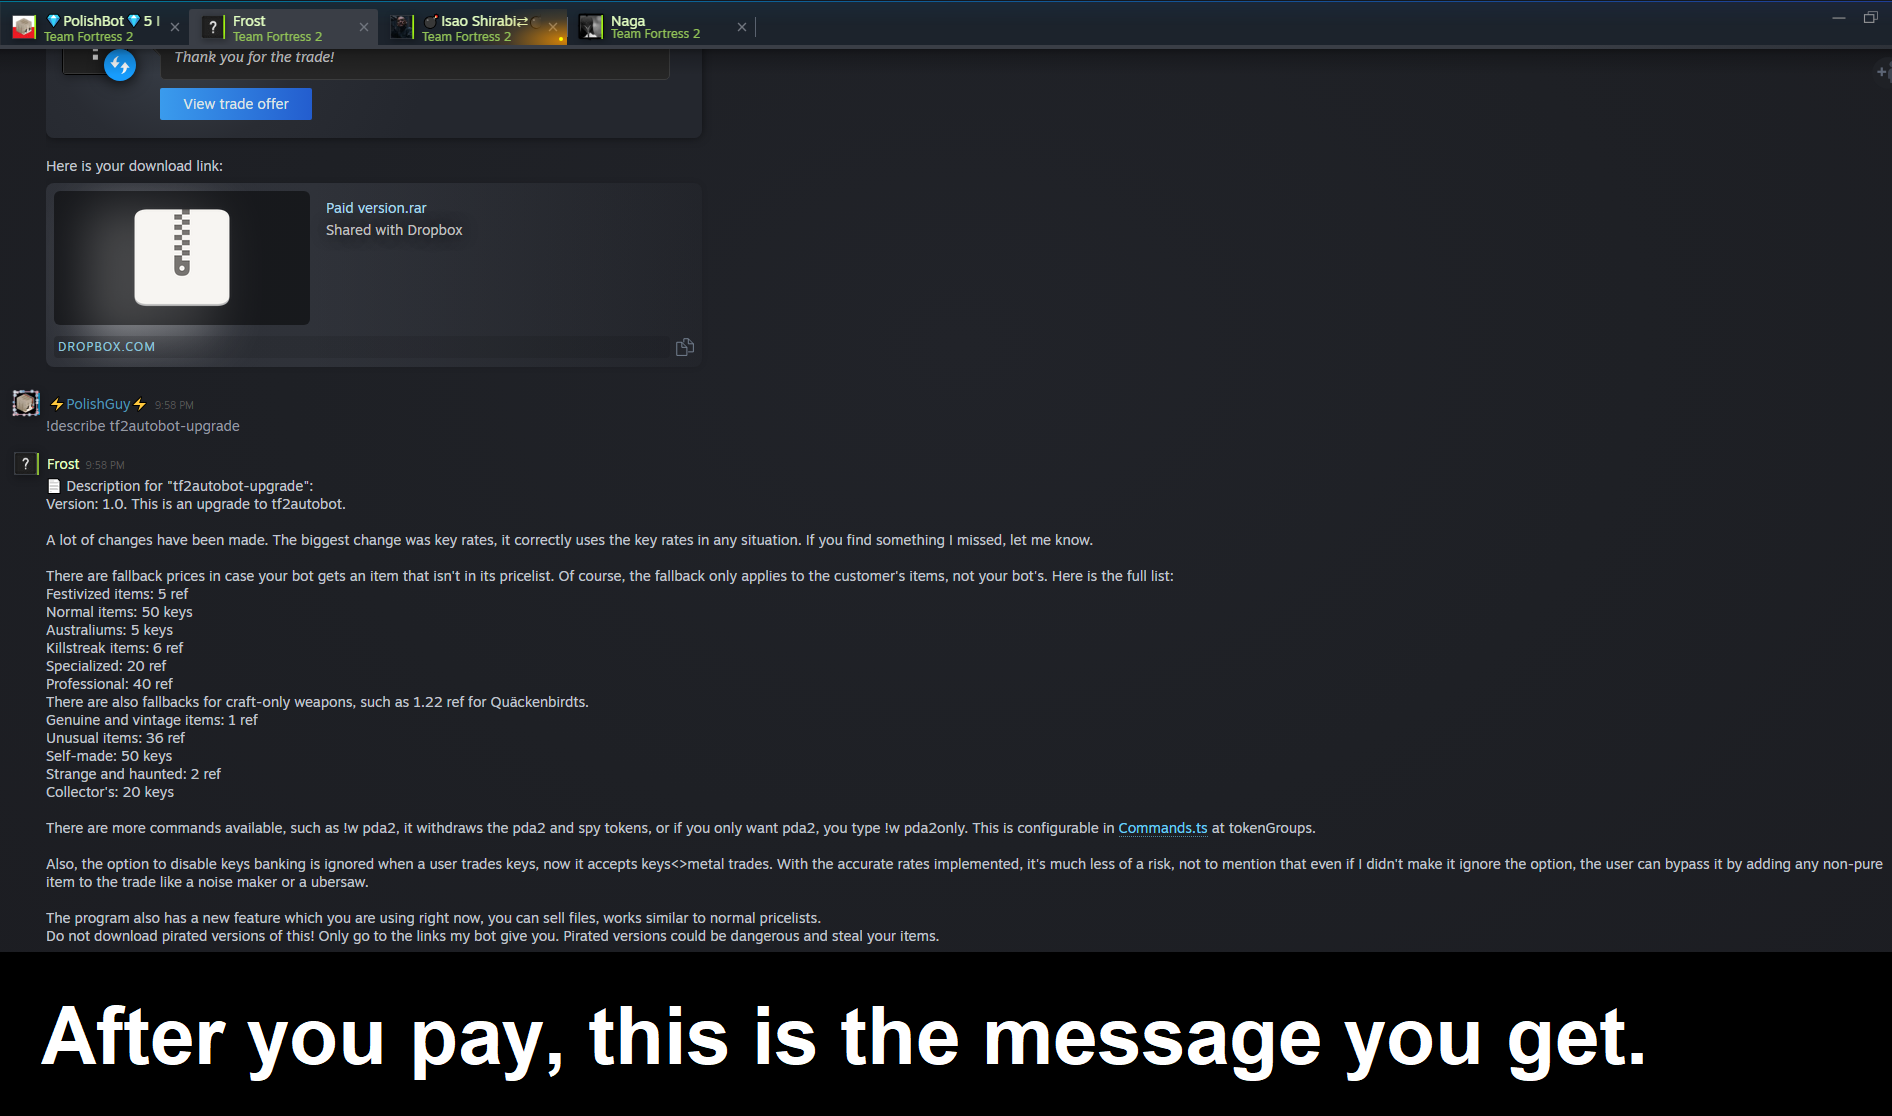 💎 PolishBot 💎 5 l
Team Fortress 2
Frost
Team Fortress 2
Isao Shirabi⇄
Team Fortress 2
Naga
Team Fortress 2
Thank you for the trade!
View trade offer
Here is your download link:
Paid version.rar
Shared with Dropbox
DROPBOX.COM
⚡PolishGuy⚡ 9:58 PM
!describe tf2autobot-upgrade
Frost 9:58 PM
📄 Description for "tf2autobot-upgrade":
Version: 1.0. This is an upgrade to tf2autobot.
A lot of changes have been made. The biggest change was key rates, it correctly uses the key rates in any situation. If you find something I missed, let me know.
There are fallback prices in case your bot gets an item that isn't in its pricelist. Of course, the fallback only applies to the customer's items, not your bot's. Here is the full list:
Festivized items: 5 ref
Normal items: 50 keys
Australiums: 5 keys
Killstreak items: 6 ref
Specialized: 20 ref
Professional: 40 ref
There are also fallbacks for craft-only weapons, such as 1.22 ref for Quäckenbirdts.
Genuine and vintage items: 1 ref
Unusual items: 36 ref
Self-made: 50 keys
Strange and haunted: 2 ref
Collector's: 20 keys
There are more commands available, such as !w pda2, it withdraws the pda2 and spy tokens, or if you only want pda2, you type !w pda2only. This is configurable in Commands.ts at tokenGroups.
Also, the option to disable keys banking is ignored when a user trades keys, now it accepts keys<>metal trades. With the accurate rates implemented, it's much less of a risk, not to mention that even if I didn't make it ignore the option, the user can bypass it by adding any non-pure
item to the trade like a noise maker or a ubersaw.
The program also has a new feature which you are using right now, you can sell files, works similar to normal pricelists.
Do not download pirated versions of this! Only go to the links my bot give you. Pirated versions could be dangerous and steal your items.
After you pay, this is the message you get.